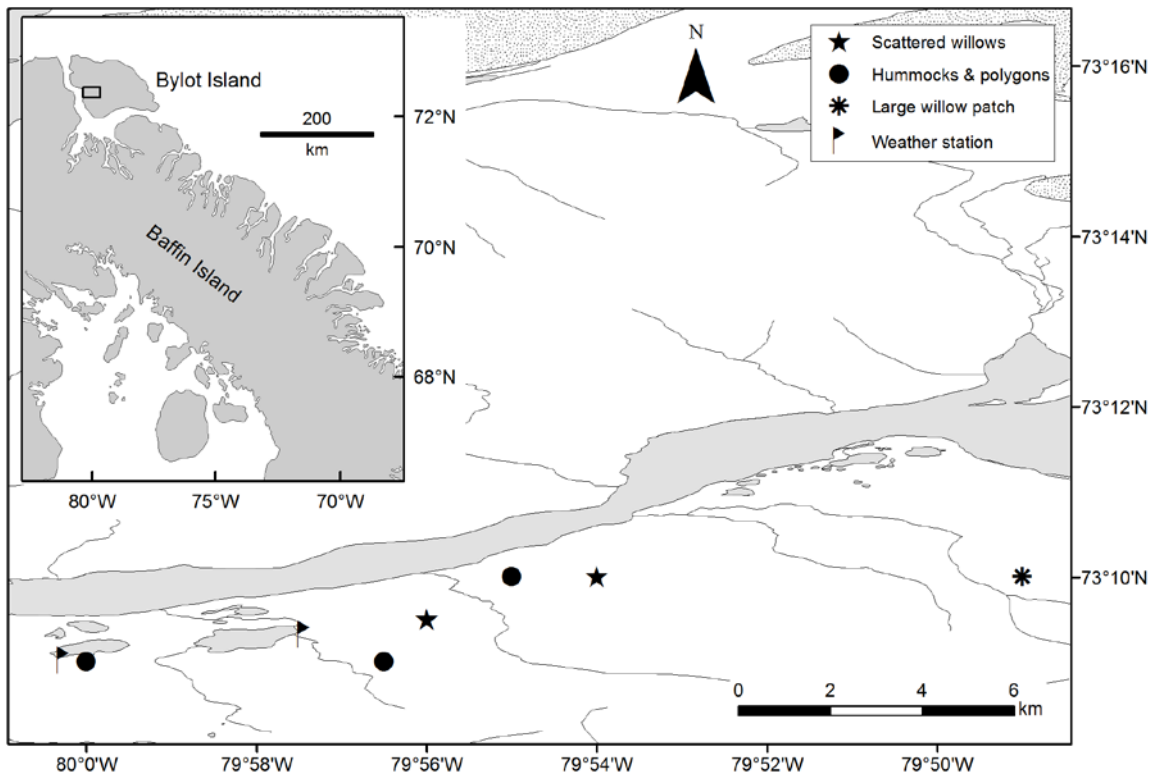 Bylot Island
200
km
Baffin Island
72°N
70°N
68°N
80°W
75°W
70°W
N
Scattered willows
Hummocks & polygons
Large willow patch
Weather station
73°16'N
73°14'N
73°12'N
73°10'N
0 2 4 6
km
80°0'W
79°58'W
79°56'W
79°54'W
79°52'W
79°50'W